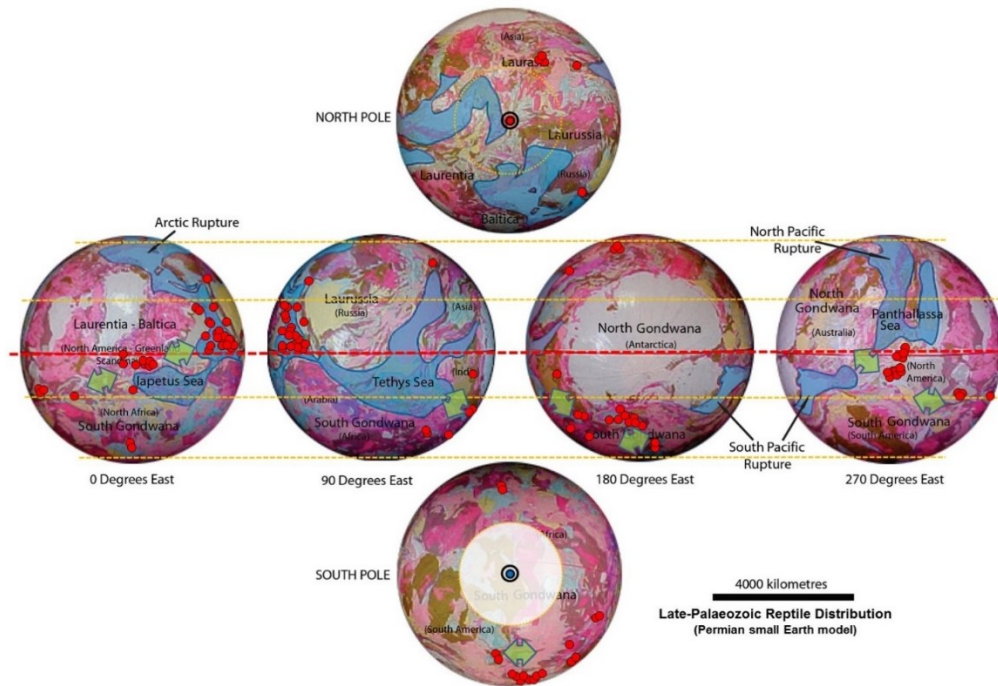 (Asia)
Laurasia
NORTH POLE
Laurussia
Laurentia
(Russia)
Baltica
Arctic Rupture
North Pacific
Rupture
Laurentia - Baltica
(North America - Greenland
Iapetus Sea
(North Africa)
South Gondwana
Laurussia
(Russia)
(Asia)
Tethys Sea
(Arabia)
South Gondwana
(Africa)
North Gondwana
(Antarctica)
South Gondwana
North
Gondwana
(Australia)
Panthallassa
Sea
(North
America)
South Gondwana
(South America)
South Pacific
Rupture
0 Degrees East
90 Degrees East
180 Degrees East
270 Degrees East
SOUTH POLE
South Gondwana
(South America)
4000 kilometres
Late-Palaeozoic Reptile Distribution
(Permian small Earth model)